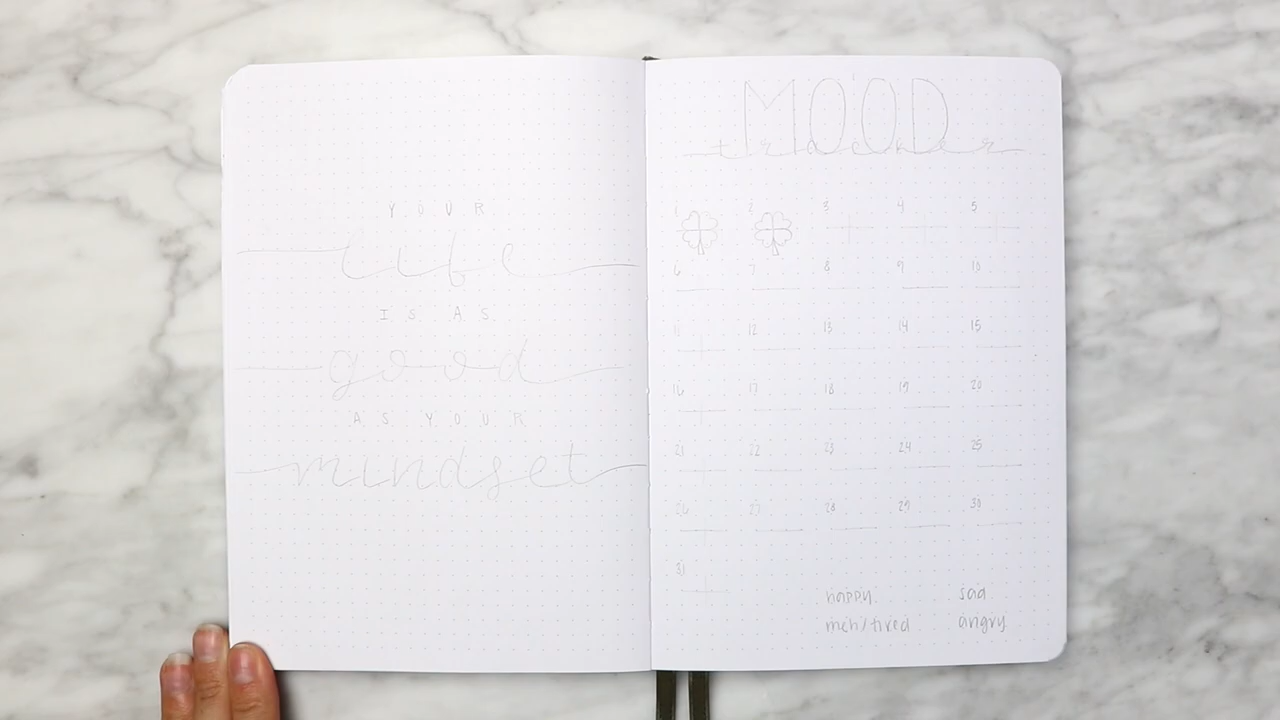 YOUR
life
IS AS
good
AS YOUR
mindset
MOOD
tracker
1 2 3 4 5
6 7 8 9 10
11 12 13 14 15
16 17 18 19 20
21 22 23 24 25
26 27 28 29 30
31
happy sad
meh/tired angry